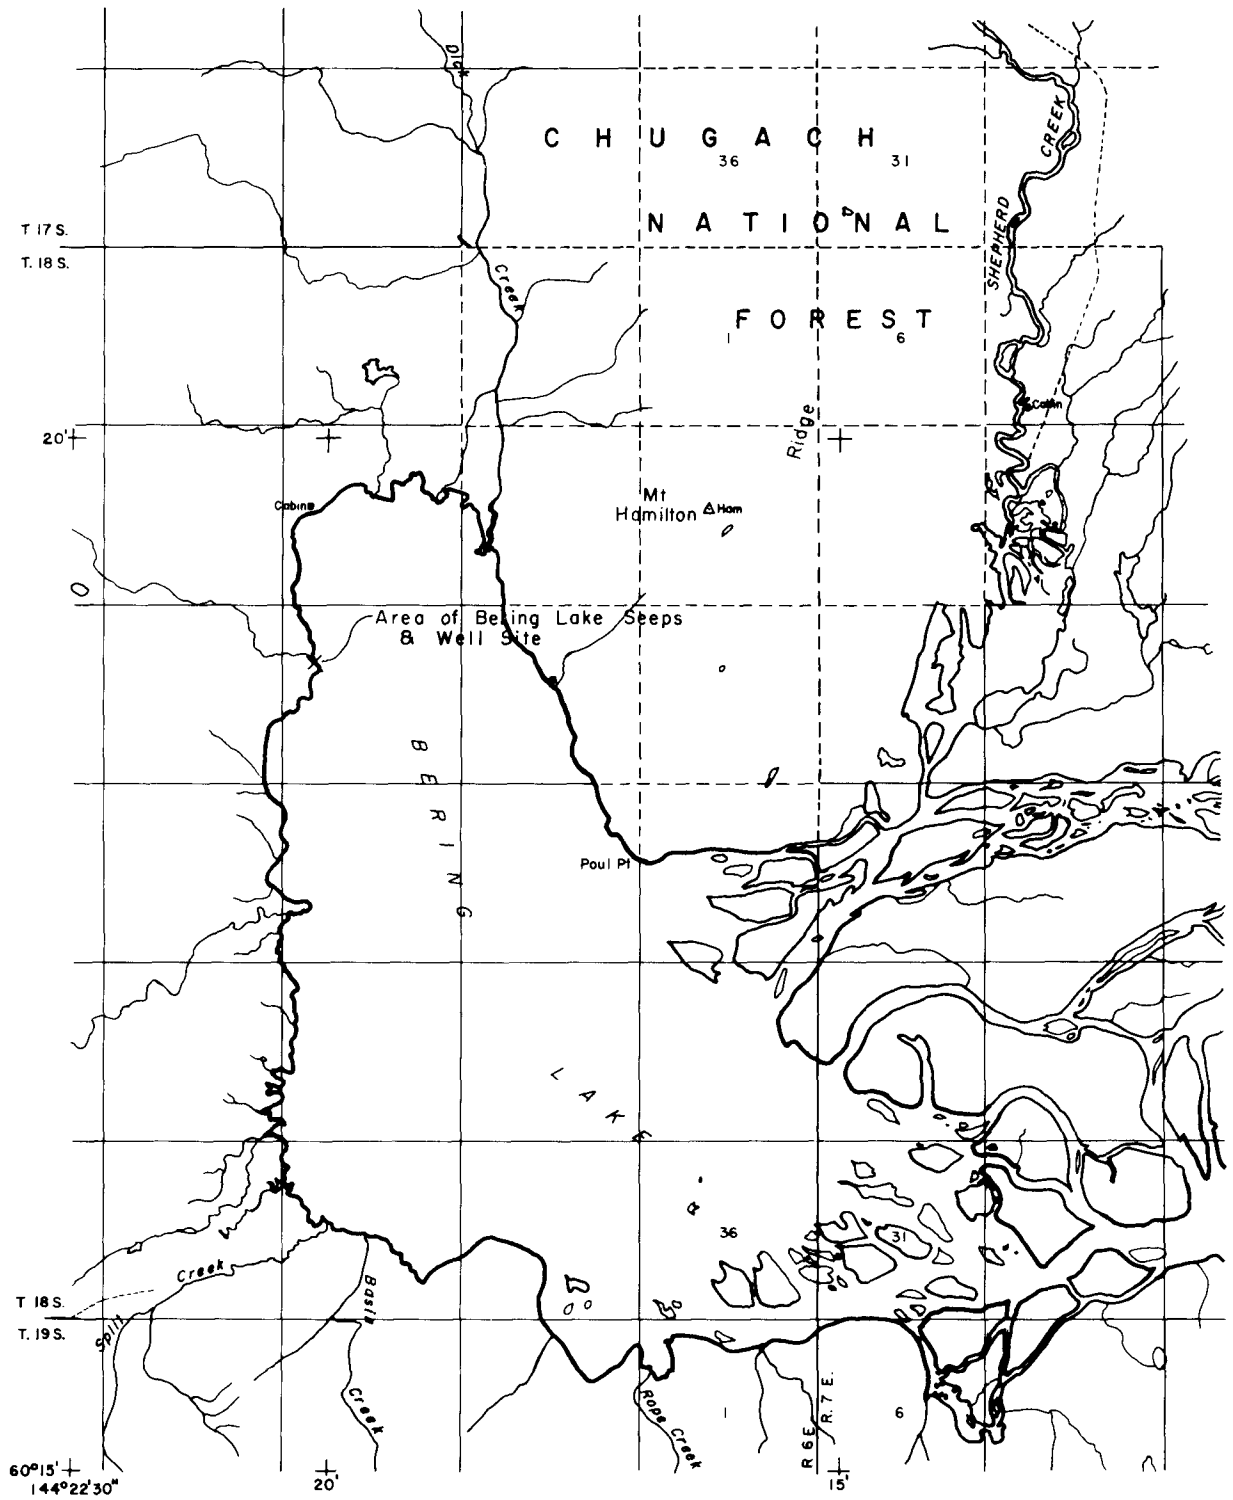 Dick
CHUGACH
36
31
CREEK
NATIONAL
SHEPHERD
T 17 S.
T. 18 S.
Creek
FOREST
1
6
Cabin
Ridge
20'
Mt
Hamilton
Ham
Cabin
Area of Bering Lake Seeps
& Well Site
BERING
Poul Pt
LAKE
36
31
Creek
Basin
T 18 S.
T. 19 S.
Split
Creek
Rope Creek
1
R 6 E
R. 7 E.
6
60°15'
144°22'30"
20'
15'